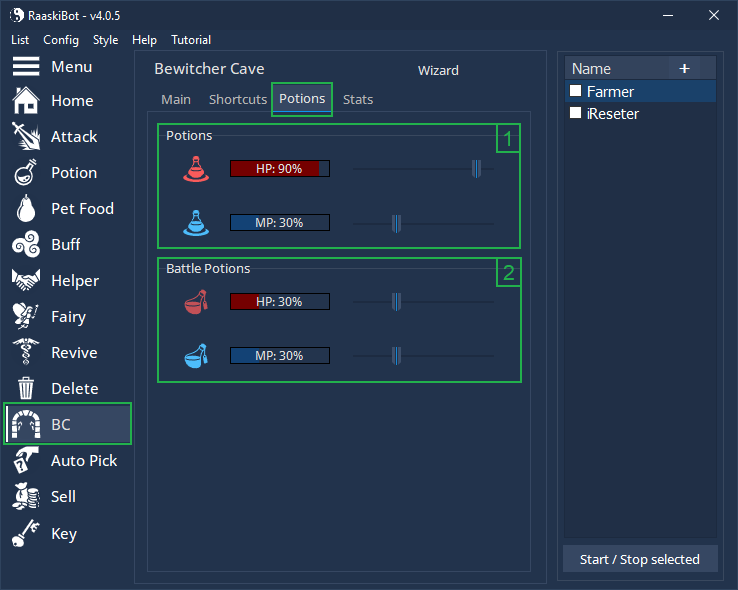 RaaskiBot - v4.0.5
List Config Style Help Tutorial
Menu
Home
Attack
Potion
Pet Food
Buff
Helper
Fairy
Revive
Delete
BC
Auto Pick
Sell
Key
Bewitcher Cave
Wizard
Main Shortcuts Potions Stats
Potions
1
HP: 90%
MP: 30%
Battle Potions
2
HP: 30%
MP: 30%
Name +
Farmer
iReseter
Start / Stop selected